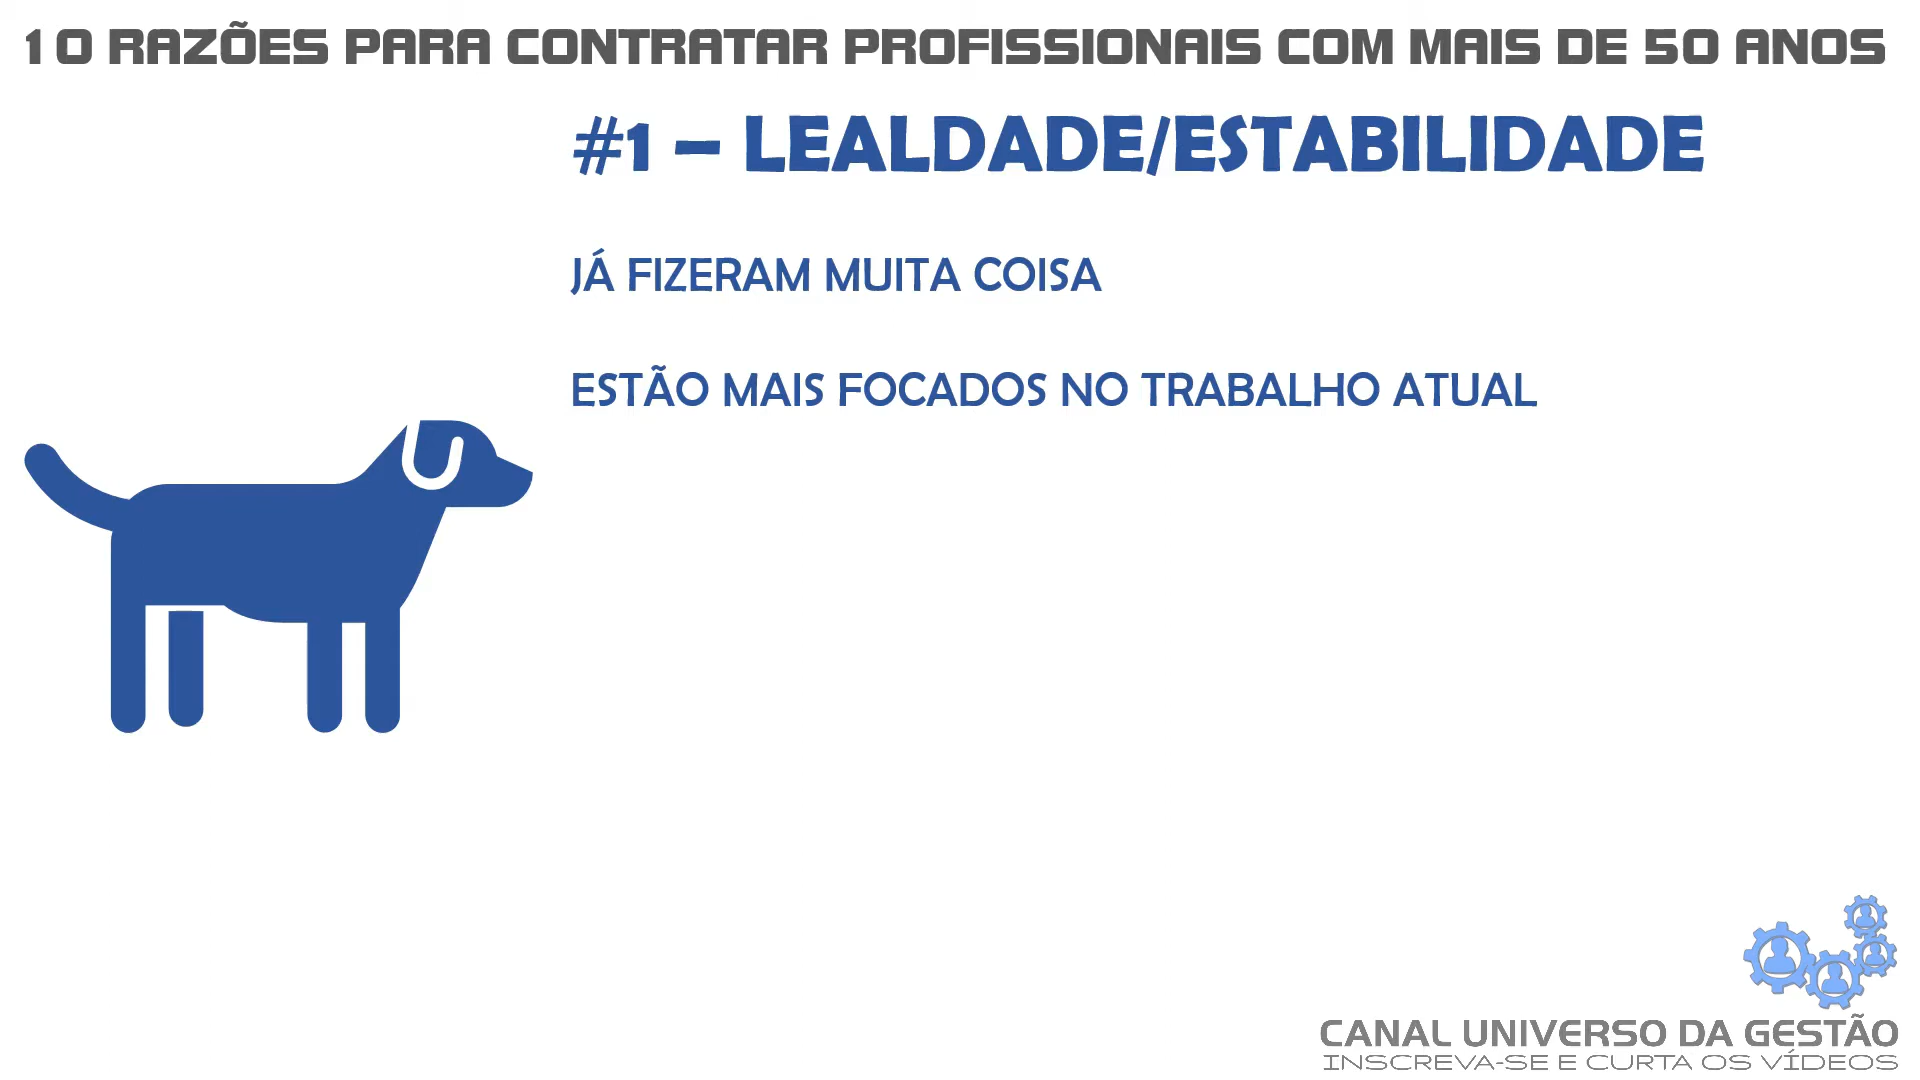 10 RAZÕES PARA CONTRATAR PROFISSIONAIS COM MAIS DE 50 ANOS
#1 – LEALDADE/ESTABILIDADE
JÁ FIZERAM MUITA COISA
ESTÃO MAIS FOCADOS NO TRABALHO ATUAL
CANAL UNIVERSO DA GESTÃO
INSCREVA-SE E CURTA OS VÍDEOS